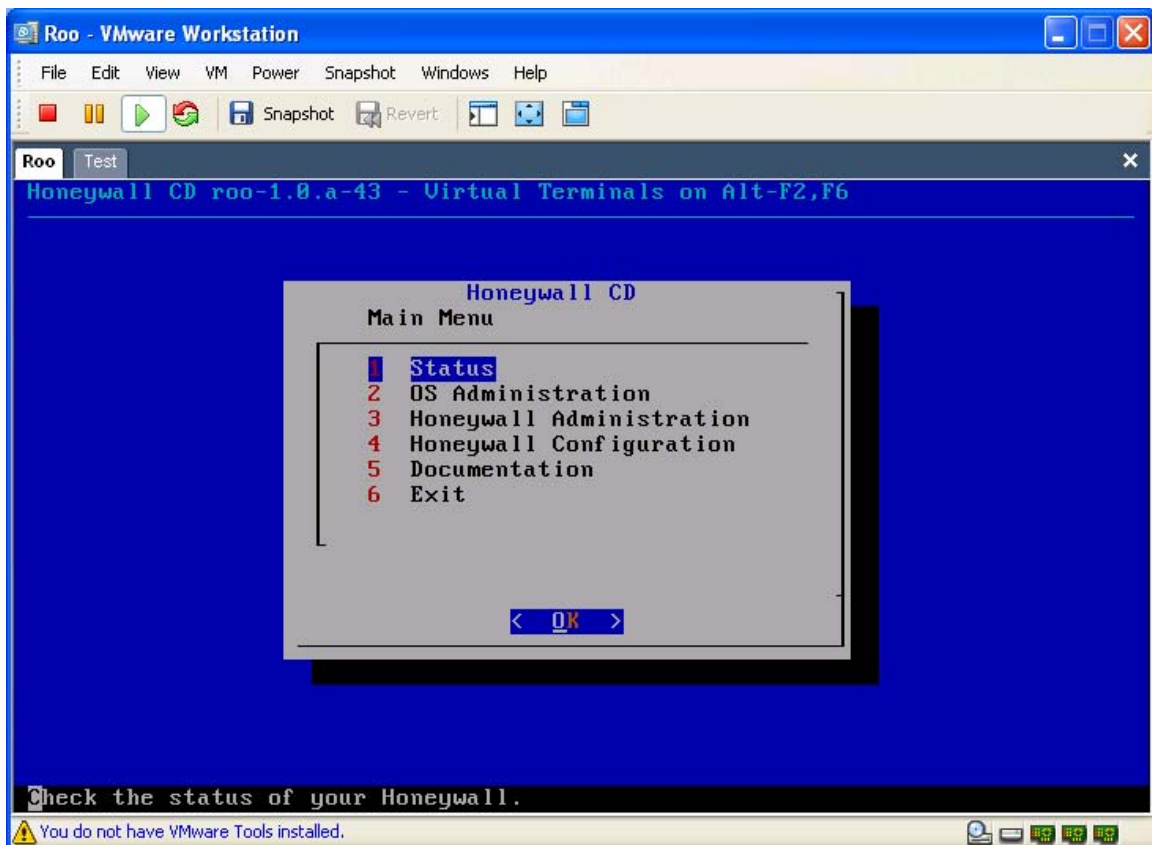 Roo - VMware Workstation
File Edit View VM Power Snapshot Windows Help
Snapshot Revert
Roo Test
Honeywall CD roo-1.0.a-43 - Virtual Terminals on Alt-F2,F6
Honeywall CD
Main Menu
1 Status
2 OS Administration
3 Honeywall Administration
4 Honeywall Configuration
5 Documentation
6 Exit
< OK >
Check the status of your Honeywall.
You do not have VMware Tools installed.